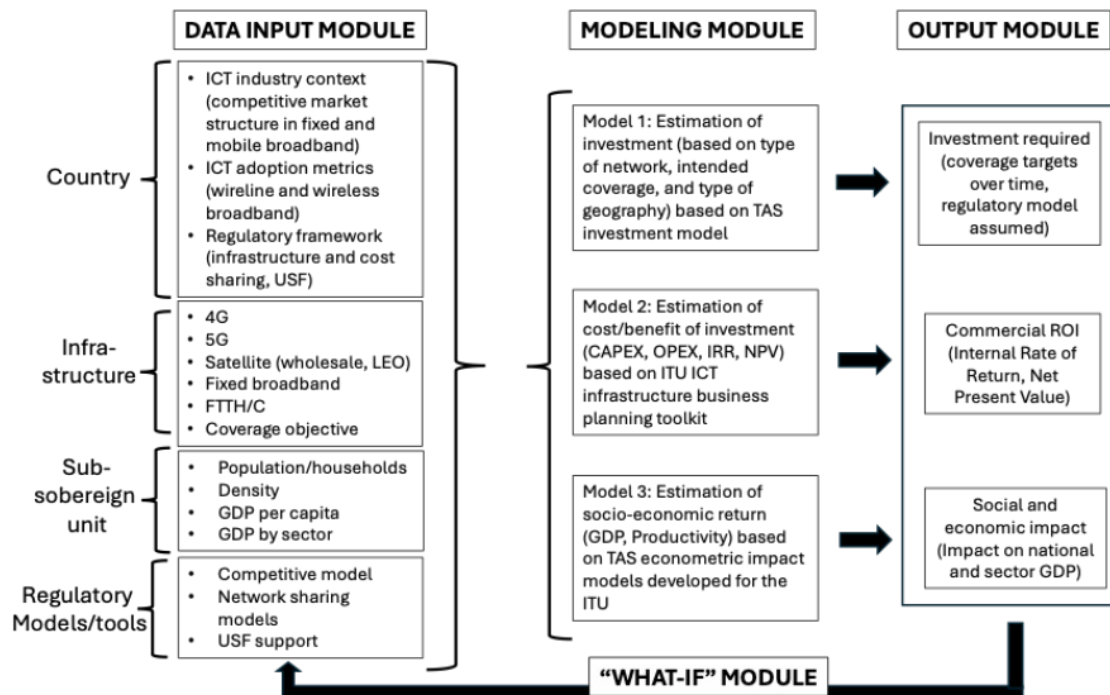 DATA INPUT MODULE
MODELING MODULE
OUTPUT MODULE
Country
• ICT industry context
(competitive market
structure in fixed and
mobile broadband)
• ICT adoption metrics
(wireline and wireless
broadband)
• Regulatory framework
(infrastructure and cost
sharing, USF)
Infra-
structure
• 4G
• 5G
• Satellite (wholesale, LEO)
• Fixed broadband
• FTTH/C
• Coverage objective
Sub-
sobereign
unit
• Population/households
• Density
• GDP per capita
• GDP by sector
Regulatory
Models/tools
• Competitive model
• Network sharing
models
• USF support
Model 1: Estimation of
investment (based on type
of network, intended
coverage, and type of
geography) based on TAS
investment model
Model 2: Estimation of
cost/benefit of investment
(CAPEX, OPEX, IRR, NPV)
based on ITU ICT
infrastructure business
planning toolkit
Model 3: Estimation of
socio-economic return
(GDP, Productivity) based
on TAS econometric impact
models developed for the
ITU
Investment required
(coverage targets
over time,
regulatory model
assumed)
Commercial ROI
(Internal Rate of
Return, Net
Present Value)
Social and
economic impact
(Impact on national
and sector GDP)
“WHAT-IF” MODULE